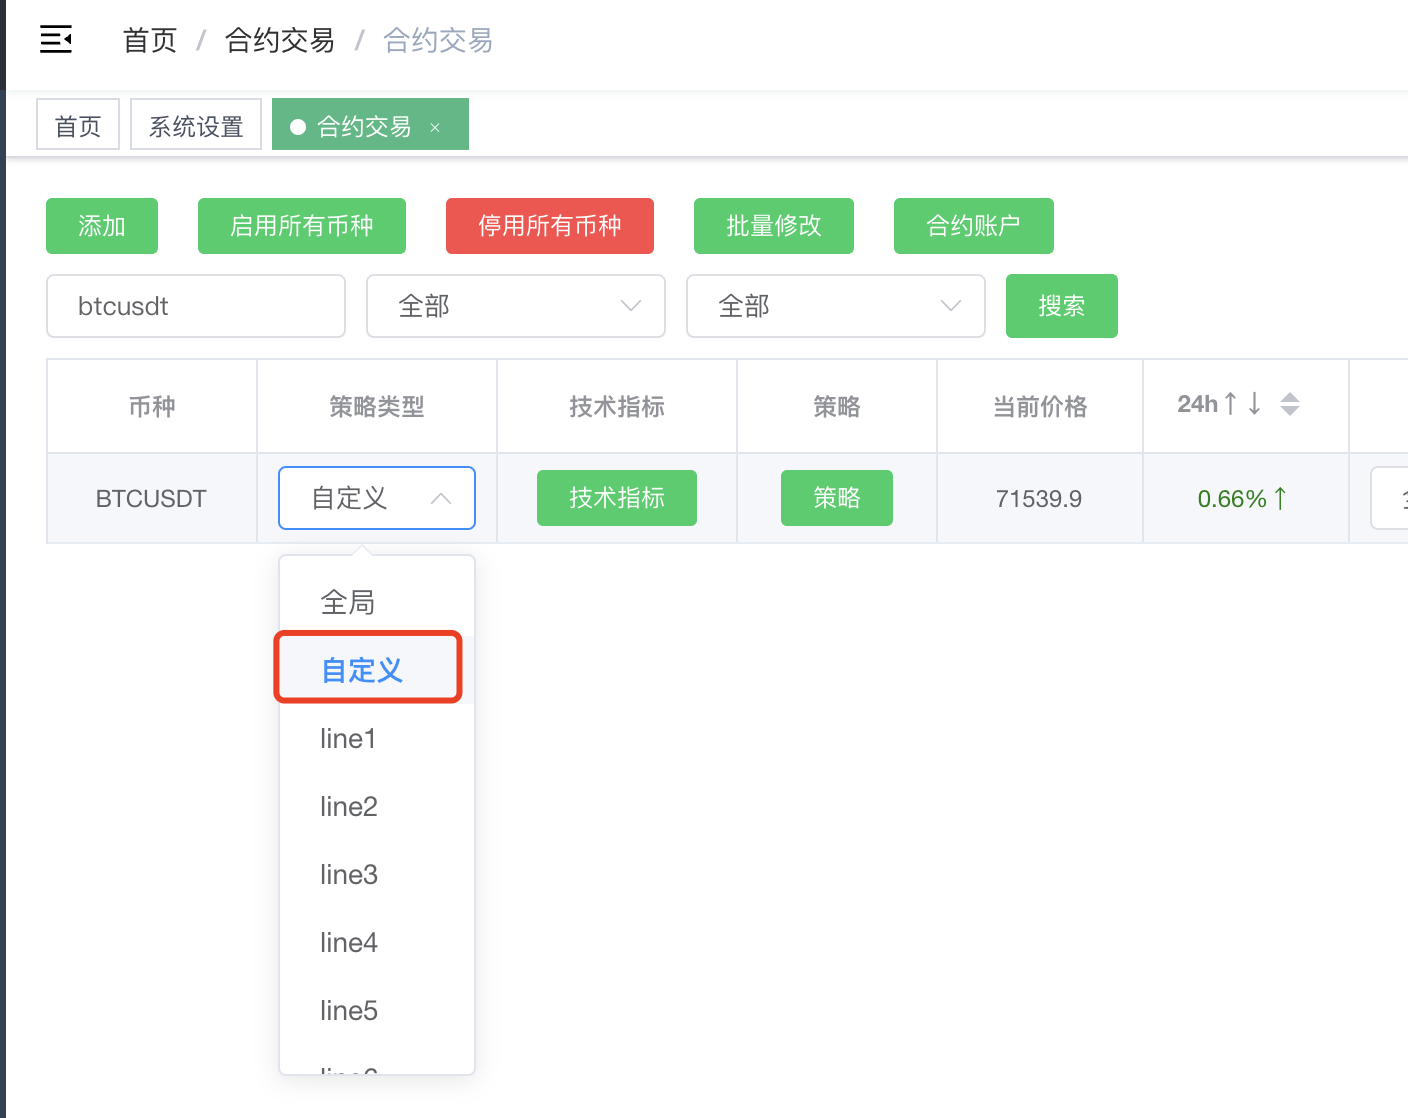 首页 / 合约交易 / 合约交易
首页 系统设置 合约交易 ×
添加 启用所有币种 停用所有币种 批量修改 合约账户
btcusdt 全部 全部 搜索
币种 策略类型 技术指标 策略 当前价格 24h↑↓
BTCUSDT 自定义 技术指标 策略 71539.9 0.66%↑
全局
自定义
line1
line2
line3
line4
line5